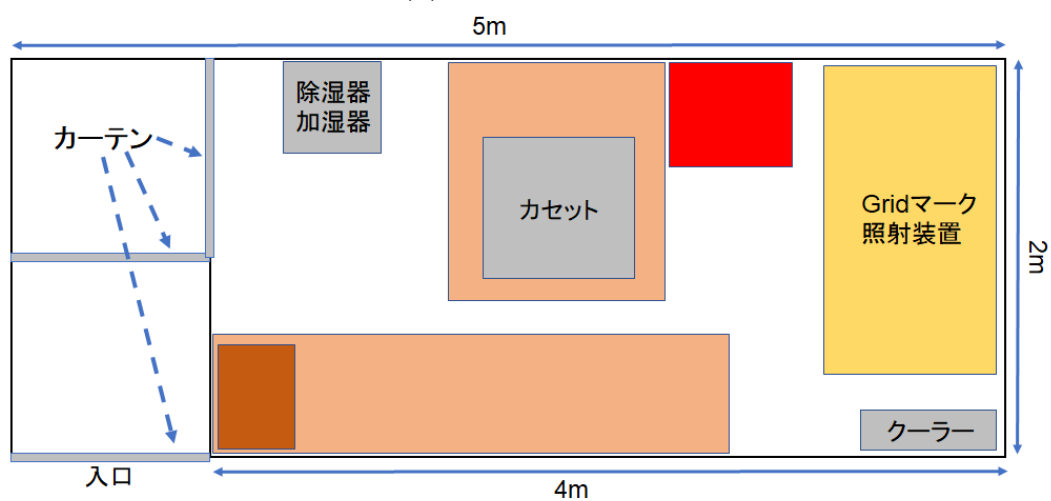 5m
除湿器
加湿器
カーテン
カセット
Gridマーク
照射装置
2m
クーラー
入口
4m